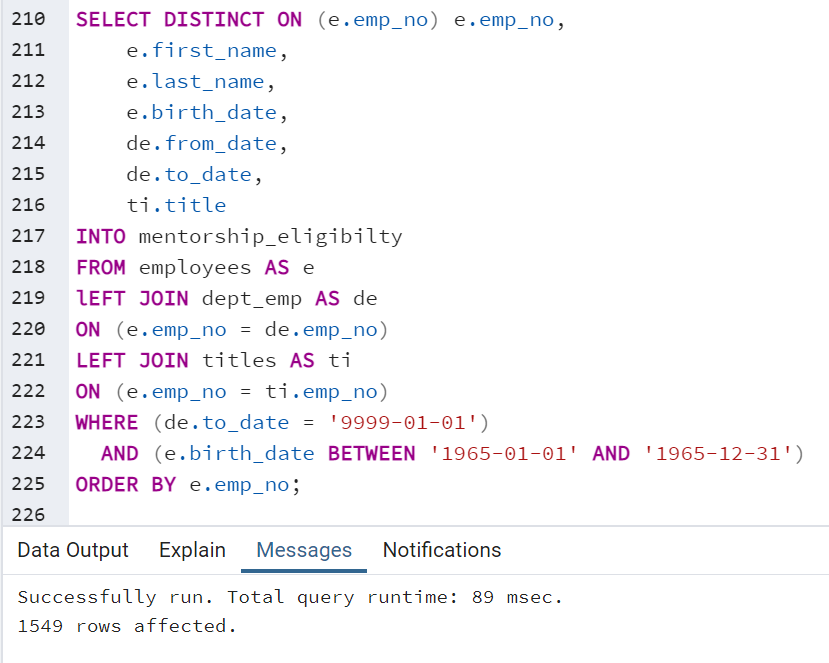 210 SELECT DISTINCT ON (e.emp_no) e.emp_no,
211     e.first_name,
212     e.last_name,
213     e.birth_date,
214     de.from_date,
215     de.to_date,
216     ti.title
217 INTO mentorship_eligibilty
218 FROM employees AS e
219 lEFT JOIN dept_emp AS de
220 ON (e.emp_no = de.emp_no)
221 LEFT JOIN titles AS ti
222 ON (e.emp_no = ti.emp_no)
223 WHERE (de.to_date = '9999-01-01')
224   AND (e.birth_date BETWEEN '1965-01-01' AND '1965-12-31')
225 ORDER BY e.emp_no;
226
Data Output Explain Messages Notifications
Successfully run. Total query runtime: 89 msec.
1549 rows affected.